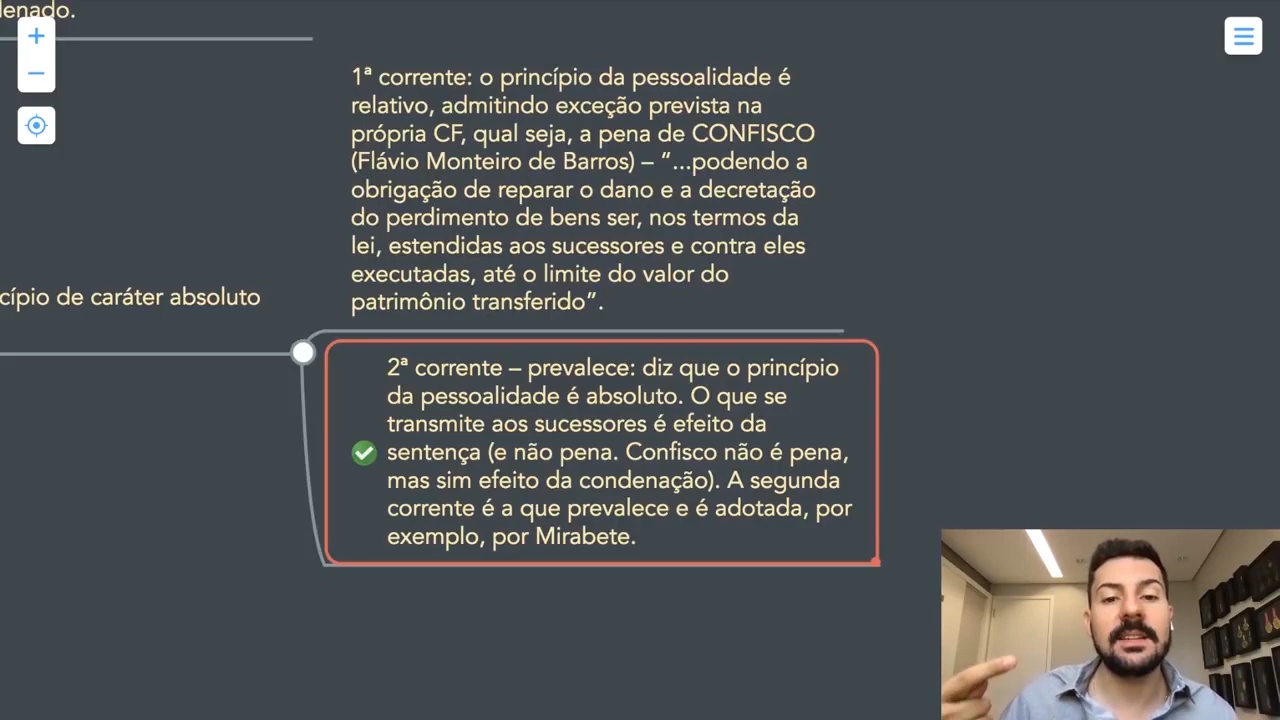 denado.
1ª corrente: o princípio da pessoalidade é
relativo, admitindo exceção prevista na
própria CF, qual seja, a pena de CONFISCO
(Flávio Monteiro de Barros) – “...podendo a
obrigação de reparar o dano e a decretação
do perdimento de bens ser, nos termos da
lei, estendidas aos sucessores e contra eles
executadas, até o limite do valor do
patrimônio transferido”.
cípio de caráter absoluto
2ª corrente – prevalece: diz que o princípio
da pessoalidade é absoluto. O que se
transmite aos sucessores é efeito da
sentença (e não pena. Confisco não é pena,
mas sim efeito da condenação). A segunda
corrente é a que prevalece e é adotada, por
exemplo, por Mirabete.